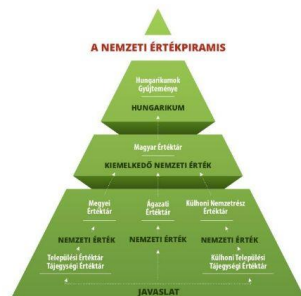 A NEMZETI ÉRTÉKPIRAMIS
Hungarikumok
Gyűjteménye
HUNGARIKUM
Magyar Értéktár
KIEMELKEDŐ NEMZETI ÉRTÉK
Megyei
Értéktár
Ágazati
Értéktár
Külhoni Nemzetrész
Értéktár
NEMZETI ÉRTÉK
NEMZETI ÉRTÉK
NEMZETI ÉRTÉK
Települési Értéktár
Tájegységi Értéktár
Külhoni Települési
Tájegységi Értéktár
JAVASLAT